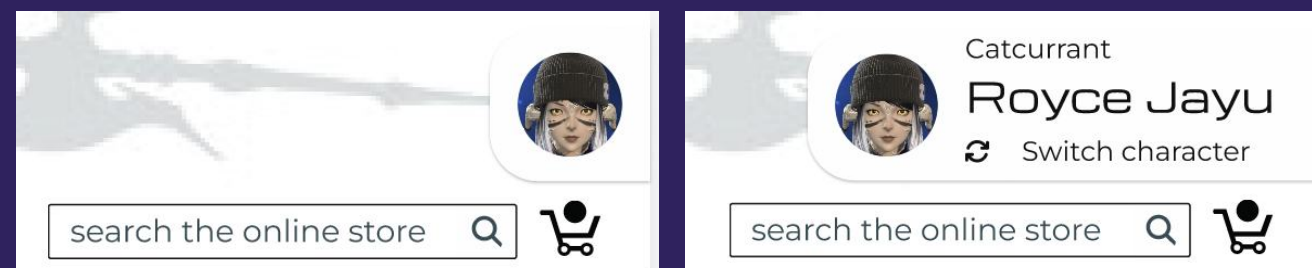 search the online store
Catcurrant
Royce Jayu
Switch character
search the online store